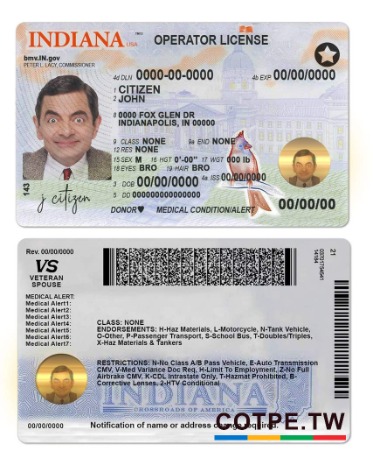 INDIANA USA OPERATOR LICENSE
bmv.IN.gov
PETER L. LACY, COMMISSIONER
4d DLN 0000-00-0000 4b EXP 00/00/0000
1 CITIZEN
2 JOHN
8 0000 FOX GLEN DR
INDIANAPOLIS, IN 00000
9 CLASS NONE 9a END NONE
12 RES NONE
15 SEX M 16 HGT 0'-00" 17 WGT 000 lb
18 EYES BRO 19 HAIR BRO
3 DOB 00/00/0000 4a ISS 00/00/0000
5 DD 000000000000000
143
j citizen
DONOR♥ MEDICAL CONDITION/ALERT
00/00/00
Rev. 00/00/0000
VS
VETERAN
SPOUSE
MEDICAL ALERT:
Medical Alert1:
Medical Alert2:
Medical Alert3:
Medical Alert4:
Medical Alert5:
Medical Alert6:
Medical Alert7:
CLASS: NONE
ENDORSEMENTS: H-Haz Materials, L-Motorcycle, N-Tank Vehicle,
O-Other, P-Passenger Transport, S-School Bus, T-Doubles/Triples,
X-Haz Materials & Tankers
RESTRICTIONS: N-No Class A/B Pass Vehicle, E-Auto Transmission
CMV, V-Med Variance Doc Req, H-Limit To Employment, Z-No Full
Airbrake CMV, K-CDL Intrastate Only, T-Hazmat Prohibited, B-
Corrective Lenses, 2-HTV Conditional
21
INDIANA
CROSSROADS OF AMERICA
00/00/0000 Notification of name or address change required.
COTPE.TW